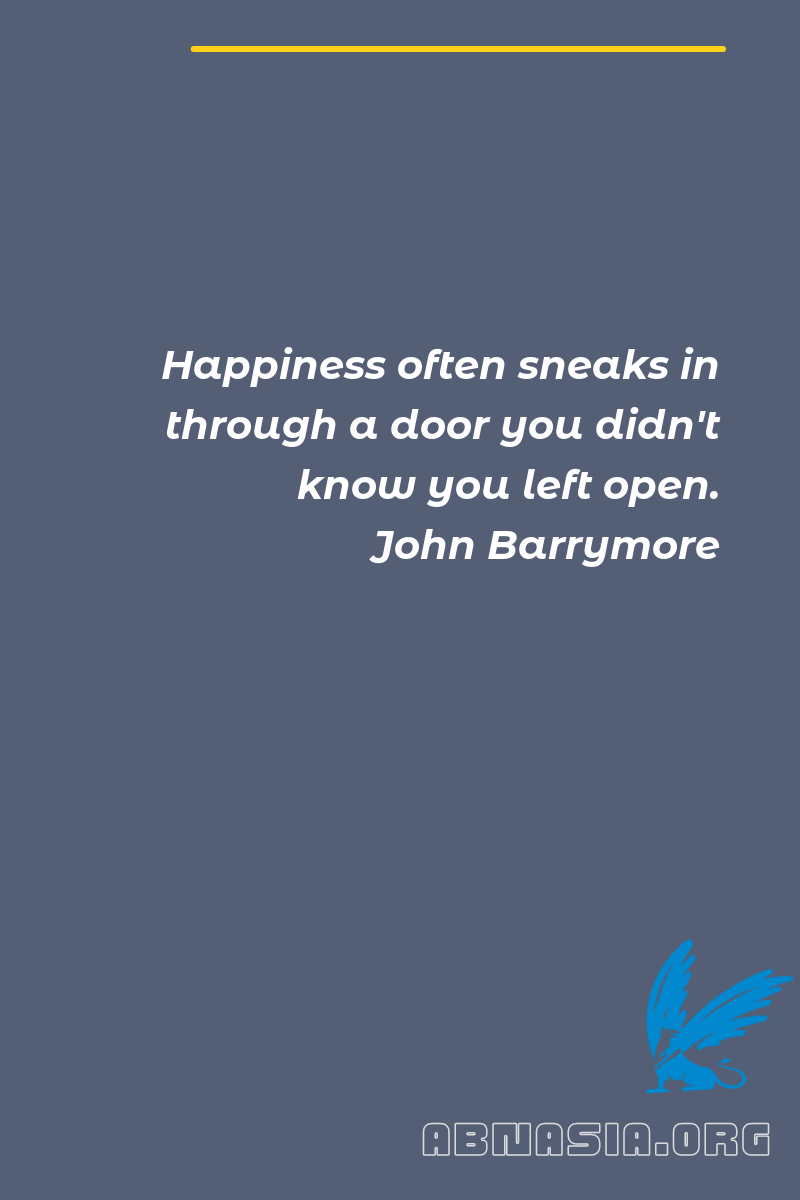 Happiness often sneaks in
through a door you didn't
know you left open.
John Barrymore
ABNASIA.ORG